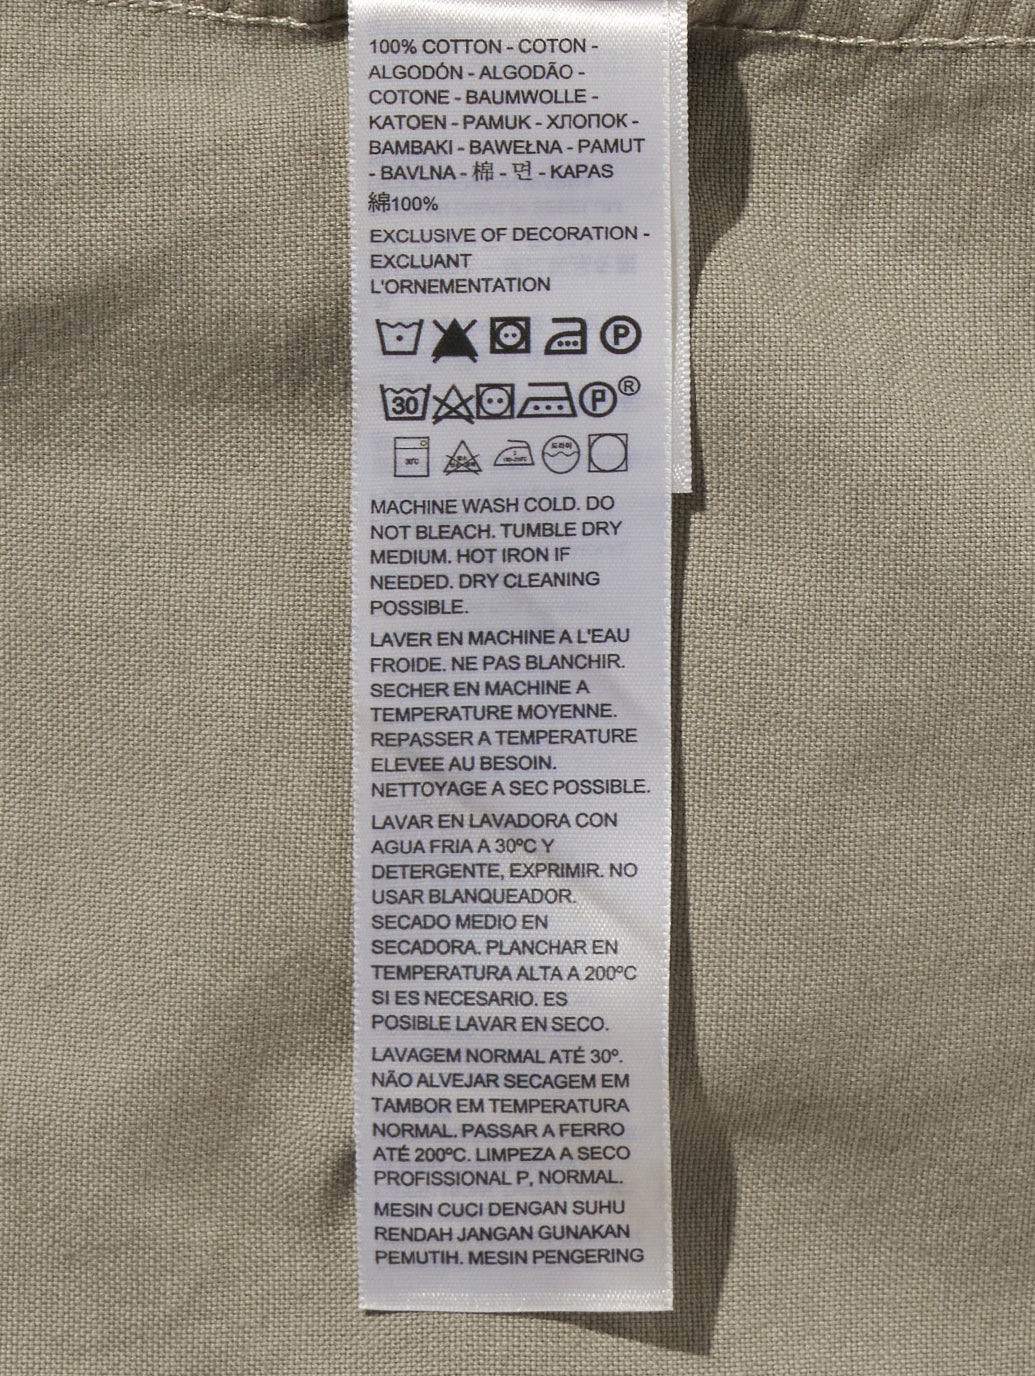 100% COTTON - COTON -
ALGODÓN - ALGODÃO -
COTONE - BAUMWOLLE -
KATOEN - PAMUK - ХЛОПОК -
BAMBAKI - BAWEŁNA - PAMUT
- BAVLNA - 棉 - 면 - KAPAS
綿100%
EXCLUSIVE OF DECORATION -
EXCLUANT
L'ORNEMENTATION
P
30 P ®
30℃ 드라이
MACHINE WASH COLD. DO
NOT BLEACH. TUMBLE DRY
MEDIUM. HOT IRON IF
NEEDED. DRY CLEANING
POSSIBLE.
LAVER EN MACHINE A L'EAU
FROIDE. NE PAS BLANCHIR.
SECHER EN MACHINE A
TEMPERATURE MOYENNE.
REPASSER A TEMPERATURE
ELEVEE AU BESOIN.
NETTOYAGE A SEC POSSIBLE.
LAVAR EN LAVADORA CON
AGUA FRIA A 30ºC Y
DETERGENTE, EXPRIMIR. NO
USAR BLANQUEADOR.
SECADO MEDIO EN
SECADORA. PLANCHAR EN
TEMPERATURA ALTA A 200ºC
SI ES NECESARIO. ES
POSIBLE LAVAR EN SECO.
LAVAGEM NORMAL ATÉ 30º.
NÃO ALVEJAR SECAGEM EM
TAMBOR EM TEMPERATURA
NORMAL. PASSAR A FERRO
ATÉ 200ºC. LIMPEZA A SECO
PROFISSIONAL P, NORMAL.
MESIN CUCI DENGAN SUHU
RENDAH JANGAN GUNAKAN
PEMUTIH. MESIN PENGERING